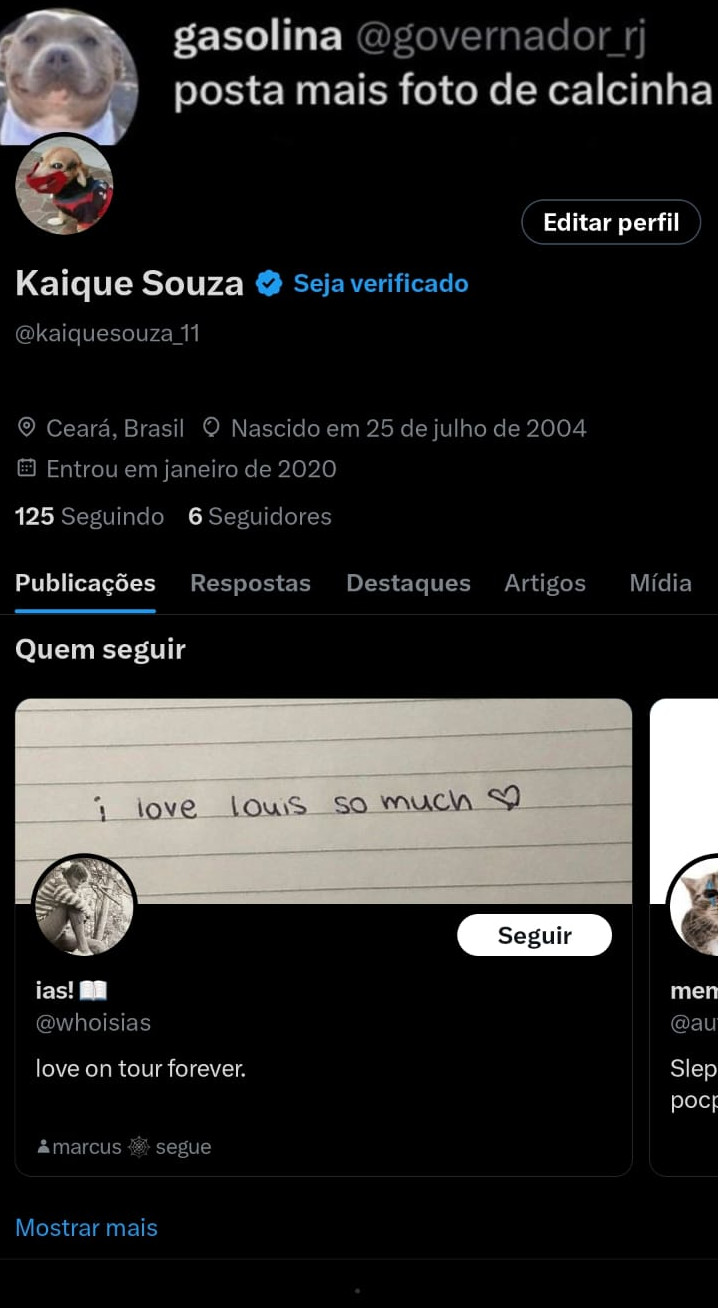 gasolina @governador_rj
posta mais foto de calcinha
Editar perfil
Kaique Souza Seja verificado
@kaiquesouza_11
Ceará, Brasil Nascido em 25 de julho de 2004
Entrou em janeiro de 2020
125 Seguindo 6 Seguidores
Publicações Respostas Destaques Artigos Mídia
Quem seguir
i love louis so much ♡
Seguir
ias! 📖
@whoisias
love on tour forever.
marcus 🕸 segue
mem
@au
Slep
pocp
Mostrar mais